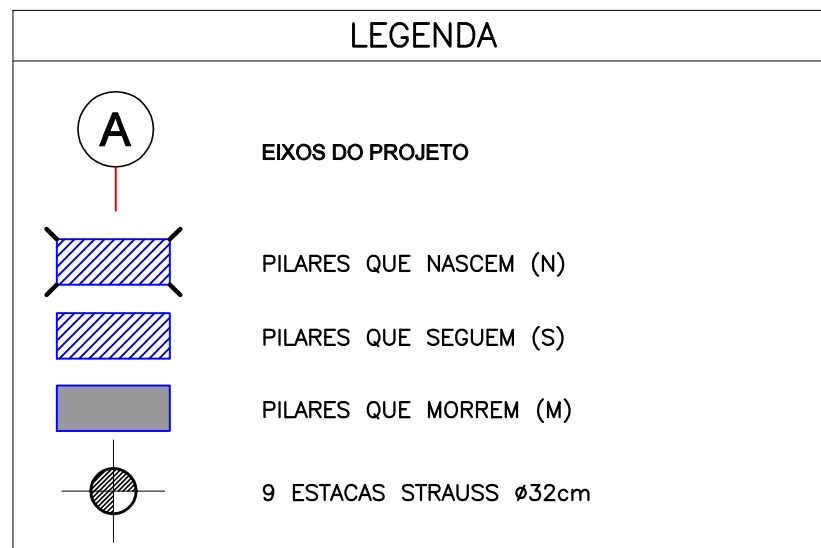 LEGENDA
A
EIXOS DO PROJETO
PILARES QUE NASCEM (N)
PILARES QUE SEGUEM (S)
PILARES QUE MORREM (M)
9 ESTACAS STRAUSS ø32cm